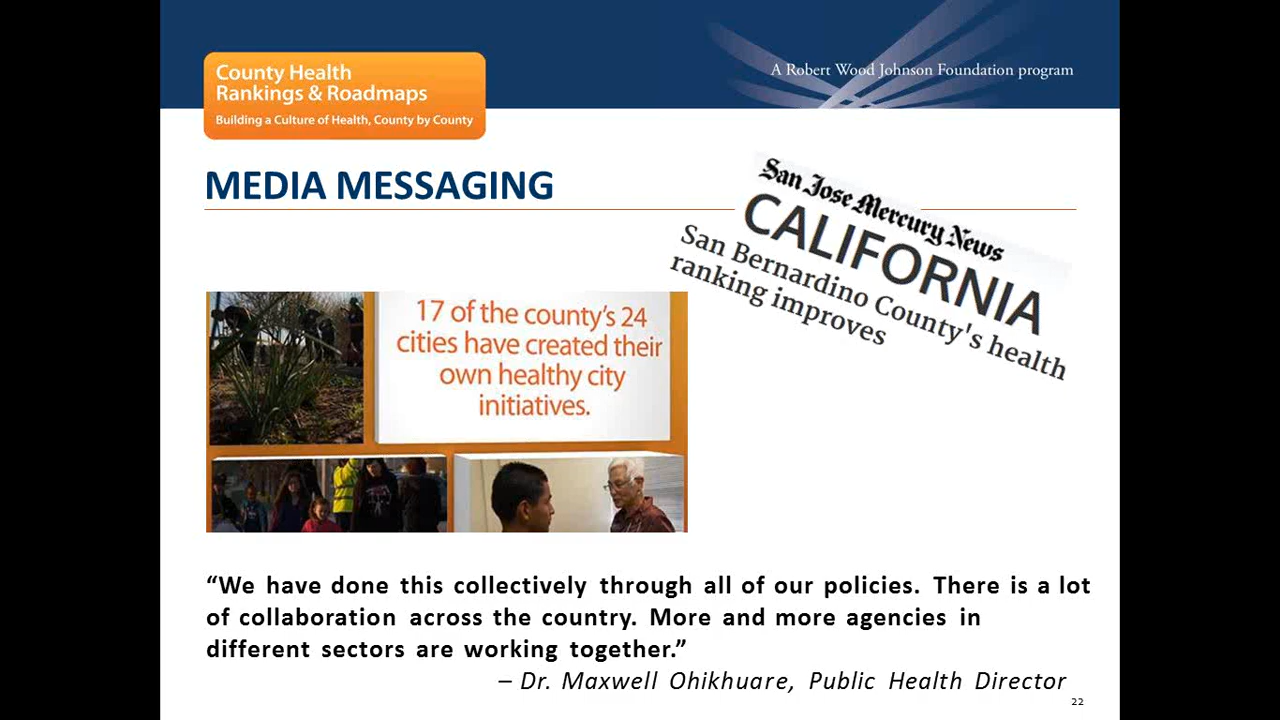 County Health
Rankings & Roadmaps
Building a Culture of Health, County by County
A Robert Wood Johnson Foundation program
MEDIA MESSAGING
San Jose Mercury News
CALIFORNIA
San Bernardino County's health
ranking improves
17 of the county's 24
cities have created their
own healthy city
initiatives.
“We have done this collectively through all of our policies. There is a lot
of collaboration across the country. More and more agencies in
different sectors are working together.”
– Dr. Maxwell Ohikhuare, Public Health Director
22